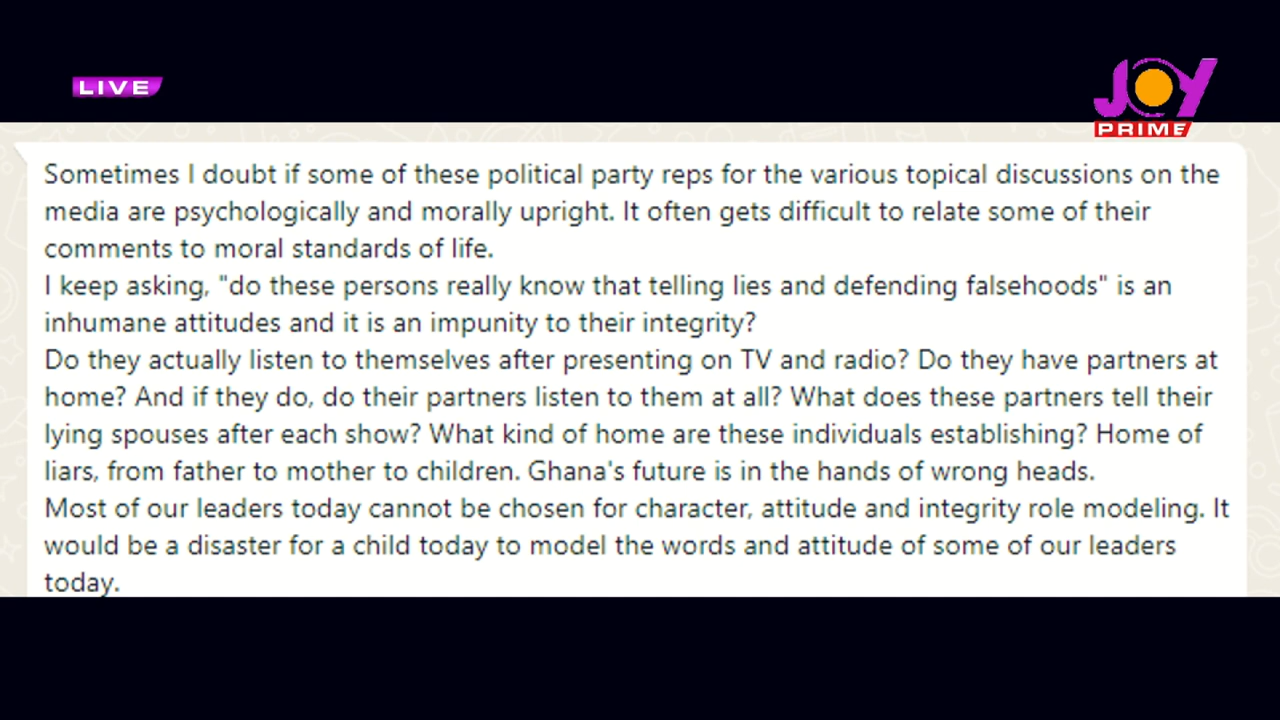 LIVE
JOY
PRIME
Sometimes I doubt if some of these political party reps for the various topical discussions on the
media are psychologically and morally upright. It often gets difficult to relate some of their
comments to moral standards of life.
I keep asking, "do these persons really know that telling lies and defending falsehoods" is an
inhumane attitudes and it is an impunity to their integrity?
Do they actually listen to themselves after presenting on TV and radio? Do they have partners at
home? And if they do, do their partners listen to them at all? What does these partners tell their
lying spouses after each show? What kind of home are these individuals establishing? Home of
liars, from father to mother to children. Ghana's future is in the hands of wrong heads.
Most of our leaders today cannot be chosen for character, attitude and integrity role modeling. It
would be a disaster for a child today to model the words and attitude of some of our leaders
today.